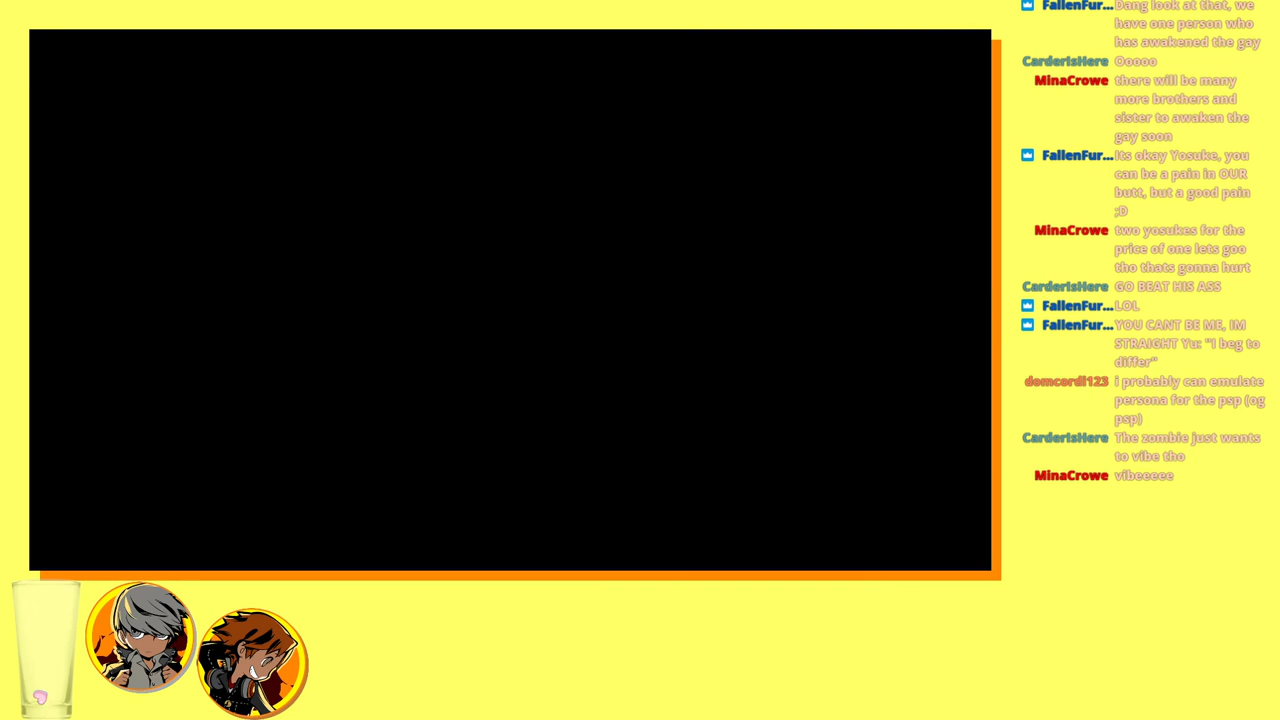 FallenFur... Dang look at that, we
have one person who
has awakened the gay
CarderIsHere Ooooo
MinaCrowe there will be many
more brothers and
sister to awaken the
gay soon
FallenFur... Its okay Yosuke, you
can be a pain in OUR
butt, but a good pain
;D
MinaCrowe two yosukes for the
price of one lets goo
tho thats gonna hurt
CarderIsHere GO BEAT HIS ASS
FallenFur... LOL
FallenFur... YOU CANT BE ME, IM
STRAIGHT Yu: "I beg to
differ"
domcordi123 i probably can emulate
persona for the psp (og
psp)
CarderIsHere The zombie just wants
to vibe tho
MinaCrowe vibeeeee